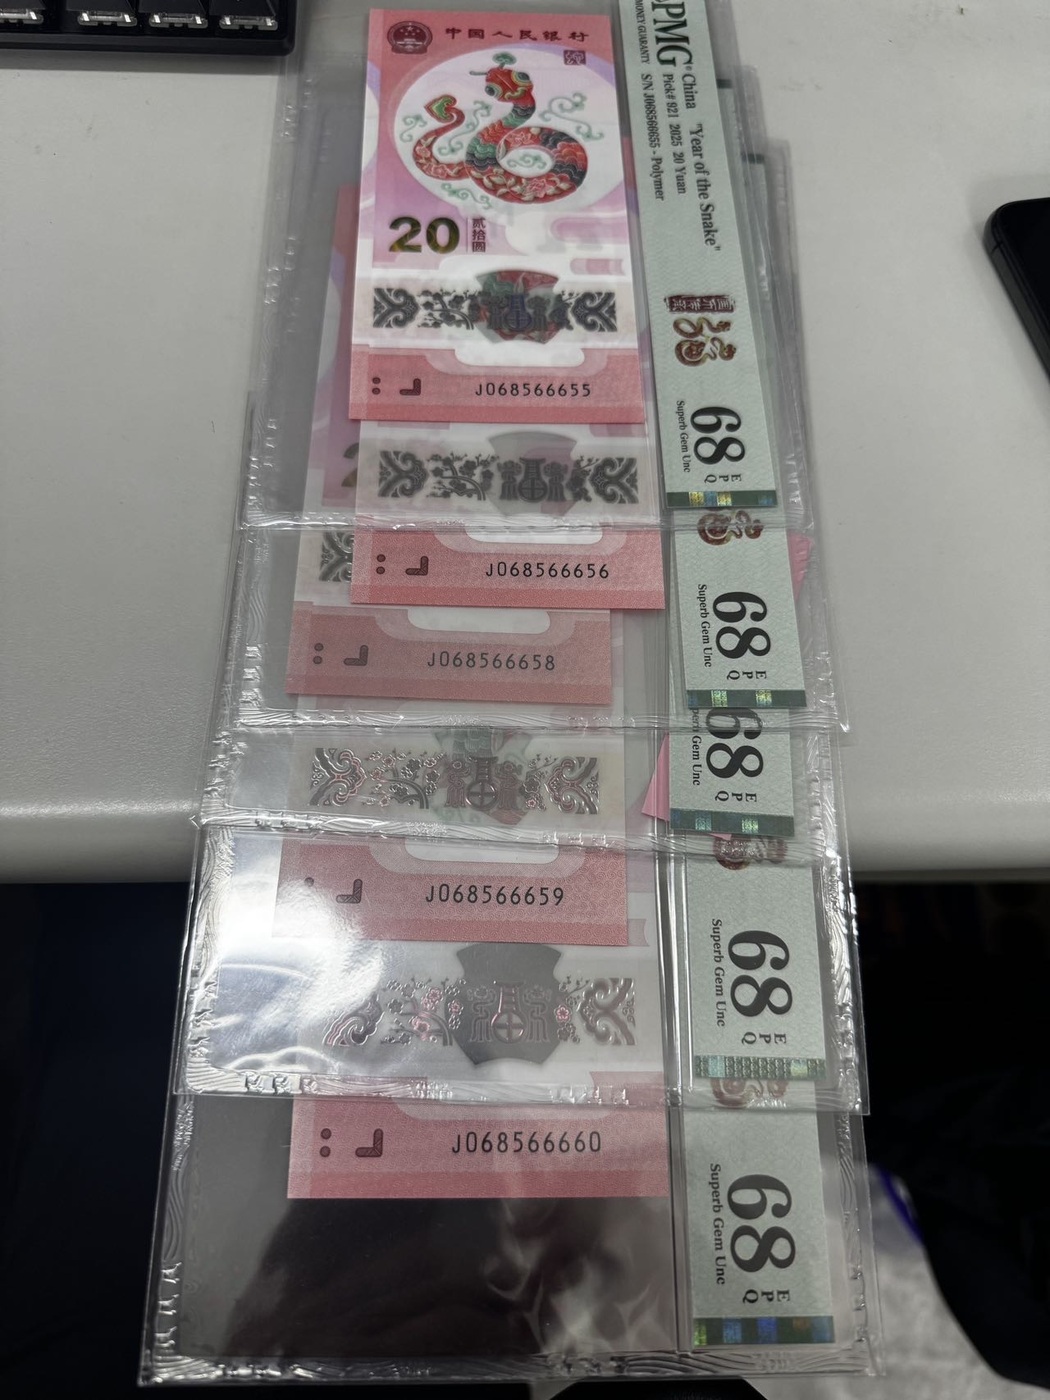 中国人民银行
20
贰拾圆
J068566655
PMG
MONEY GUARANTY
China "Year of the Snake"
Pick# 921 2025 20 Yuan
S/N J068566655 - Polymer
68
EPQ
Superb Gem Unc
J068566656
68
EPQ
Superb Gem Unc
J068566658
68
EPQ
Gem Unc
J068566659
68
EPQ
Superb Gem Unc
J068566660
68
EPQ
Superb Gem Unc